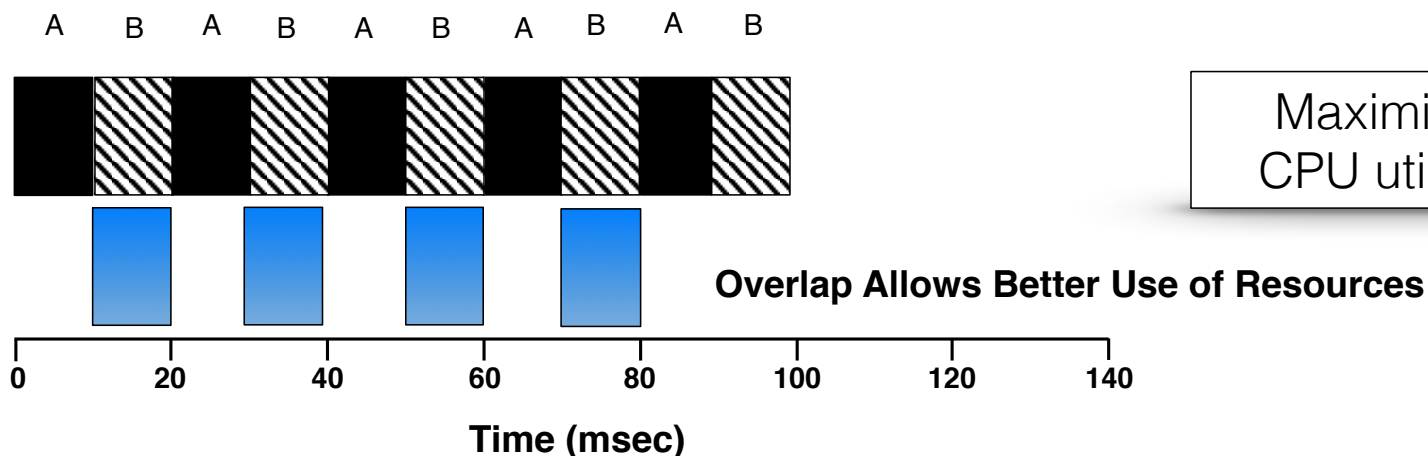 A B A B A B A B A B
Maximi
CPU uti
Overlap Allows Better Use of Resources
0 20 40 60 80 100 120 140
Time (msec)